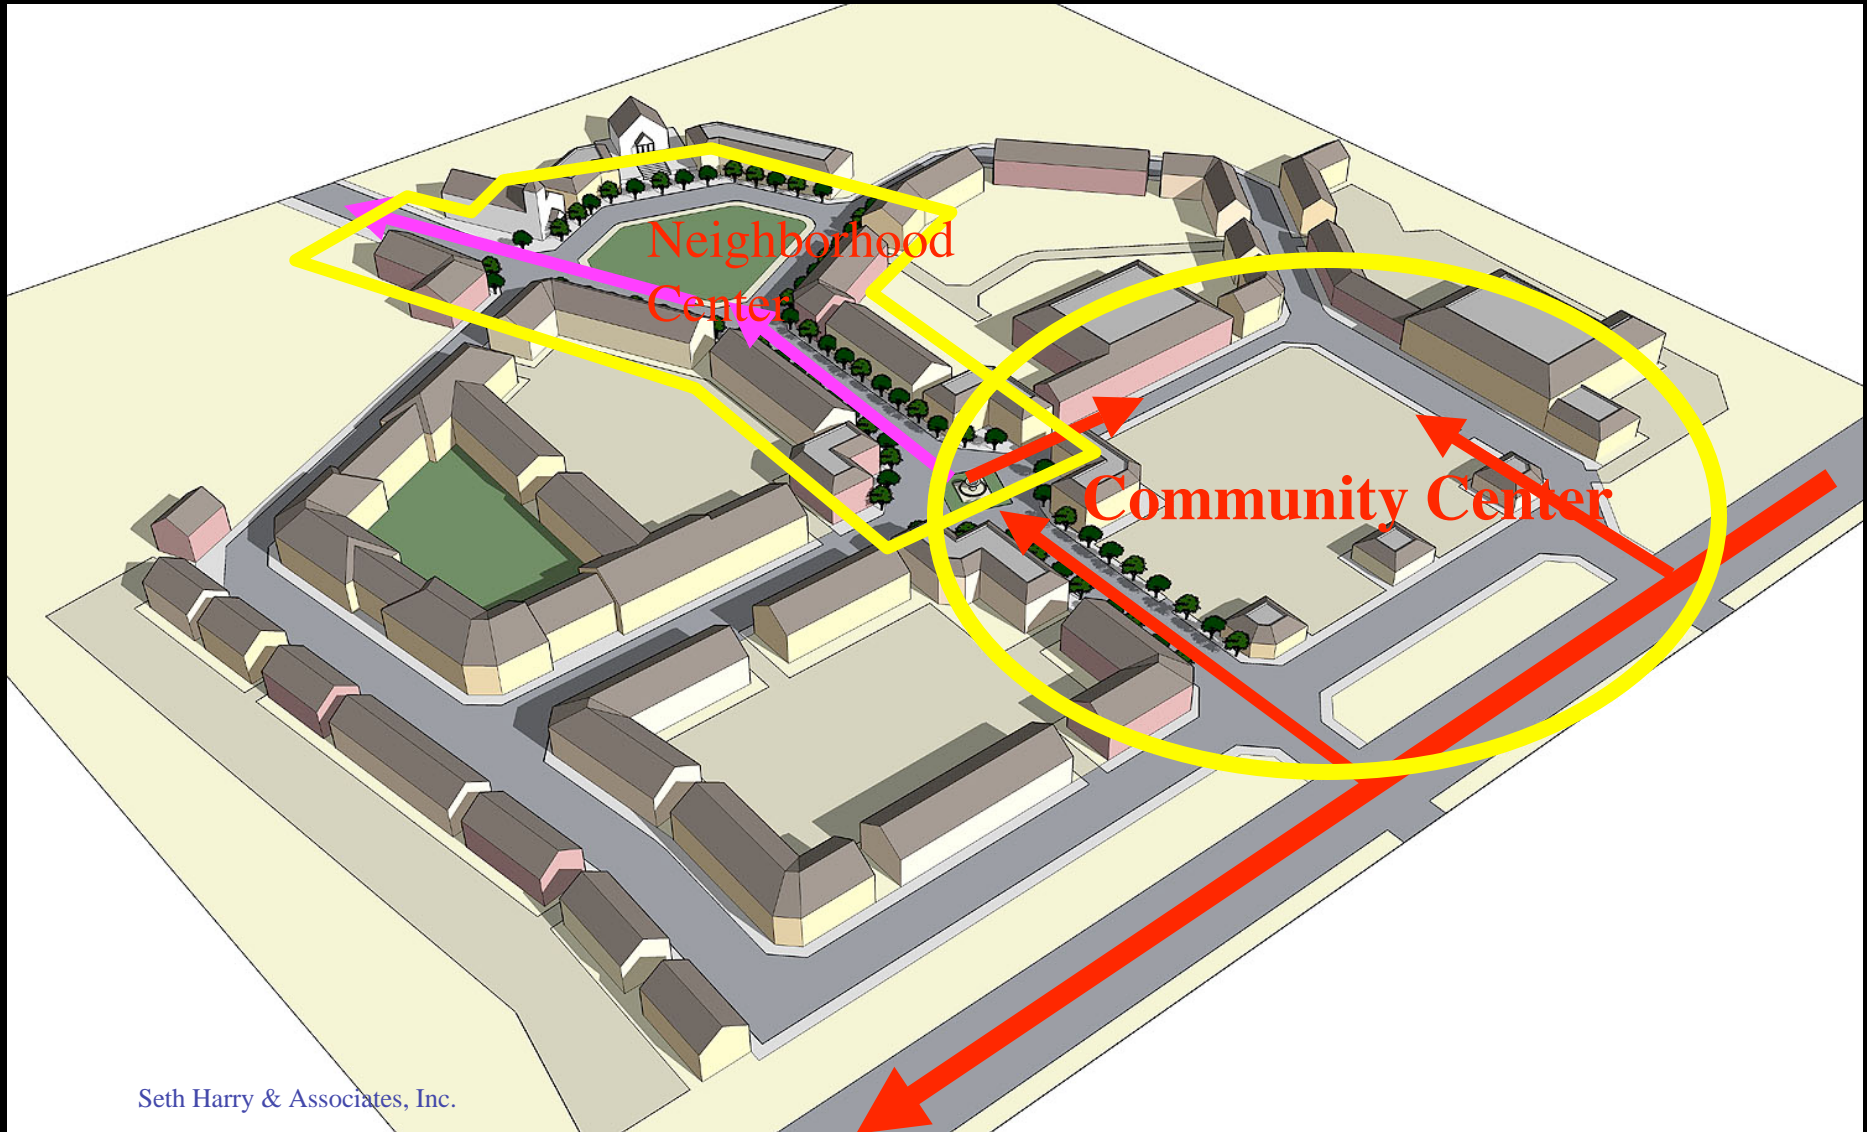 Neighborhood
Center
Community Center
Seth Harry & Associates, Inc.